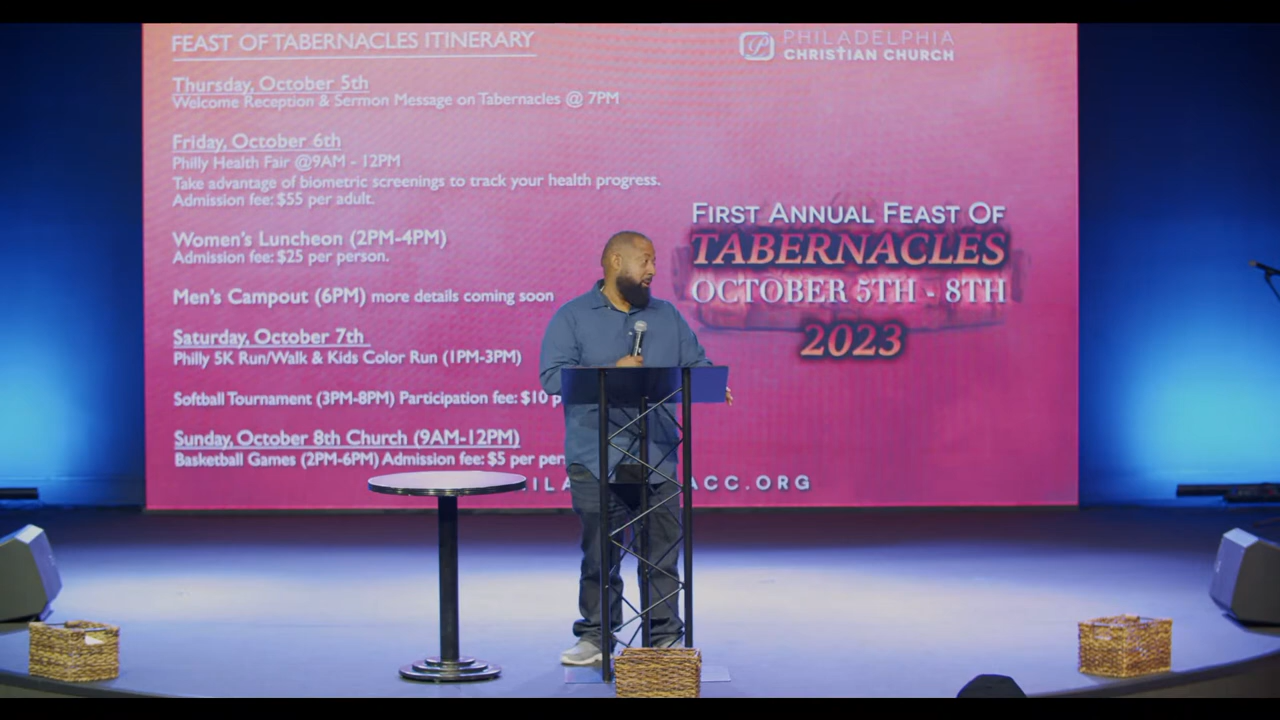 FEAST OF TABERNACLES ITINERARY
Thursday, October 5th
Welcome Reception & Sermon Message on Tabernacles @ 7PM
Friday, October 6th
Philly Health Fair @9AM - 12PM
Take advantage of biometric screenings to track your health progress.
Admission fee: $55 per adult.
Women's Luncheon (2PM-4PM)
Admission fee: $25 per person.
Men's Campout (6PM) more details coming soon
Saturday, October 7th
Philly 5K Run/Walk & Kids Color Run (1PM-3PM)
Softball Tournament (3PM-8PM) Participation fee: $10 p
Sunday, October 8th Church (9AM-12PM)
Basketball Games (2PM-6PM) Admission fee: $5 per per
P
PHILADELPHIA
CHRISTIAN CHURCH
FIRST ANNUAL FEAST OF
TABERNACLES
OCTOBER 5TH - 8TH
2023
ACC.ORG